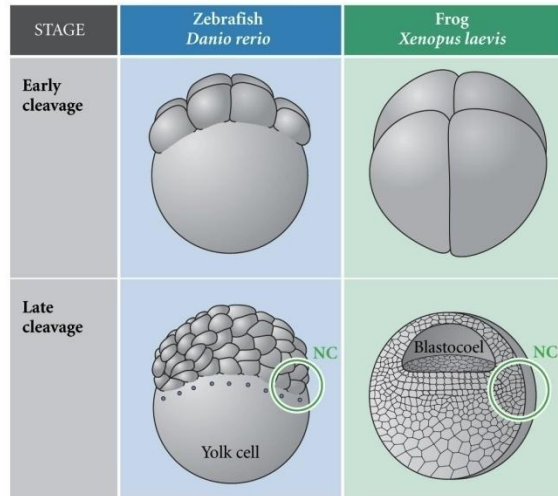 STAGE
Zebrafish
Danio rerio
Frog
Xenopus laevis
Early
cleavage
Late
cleavage
NC
Yolk cell
Blastocoel
NC